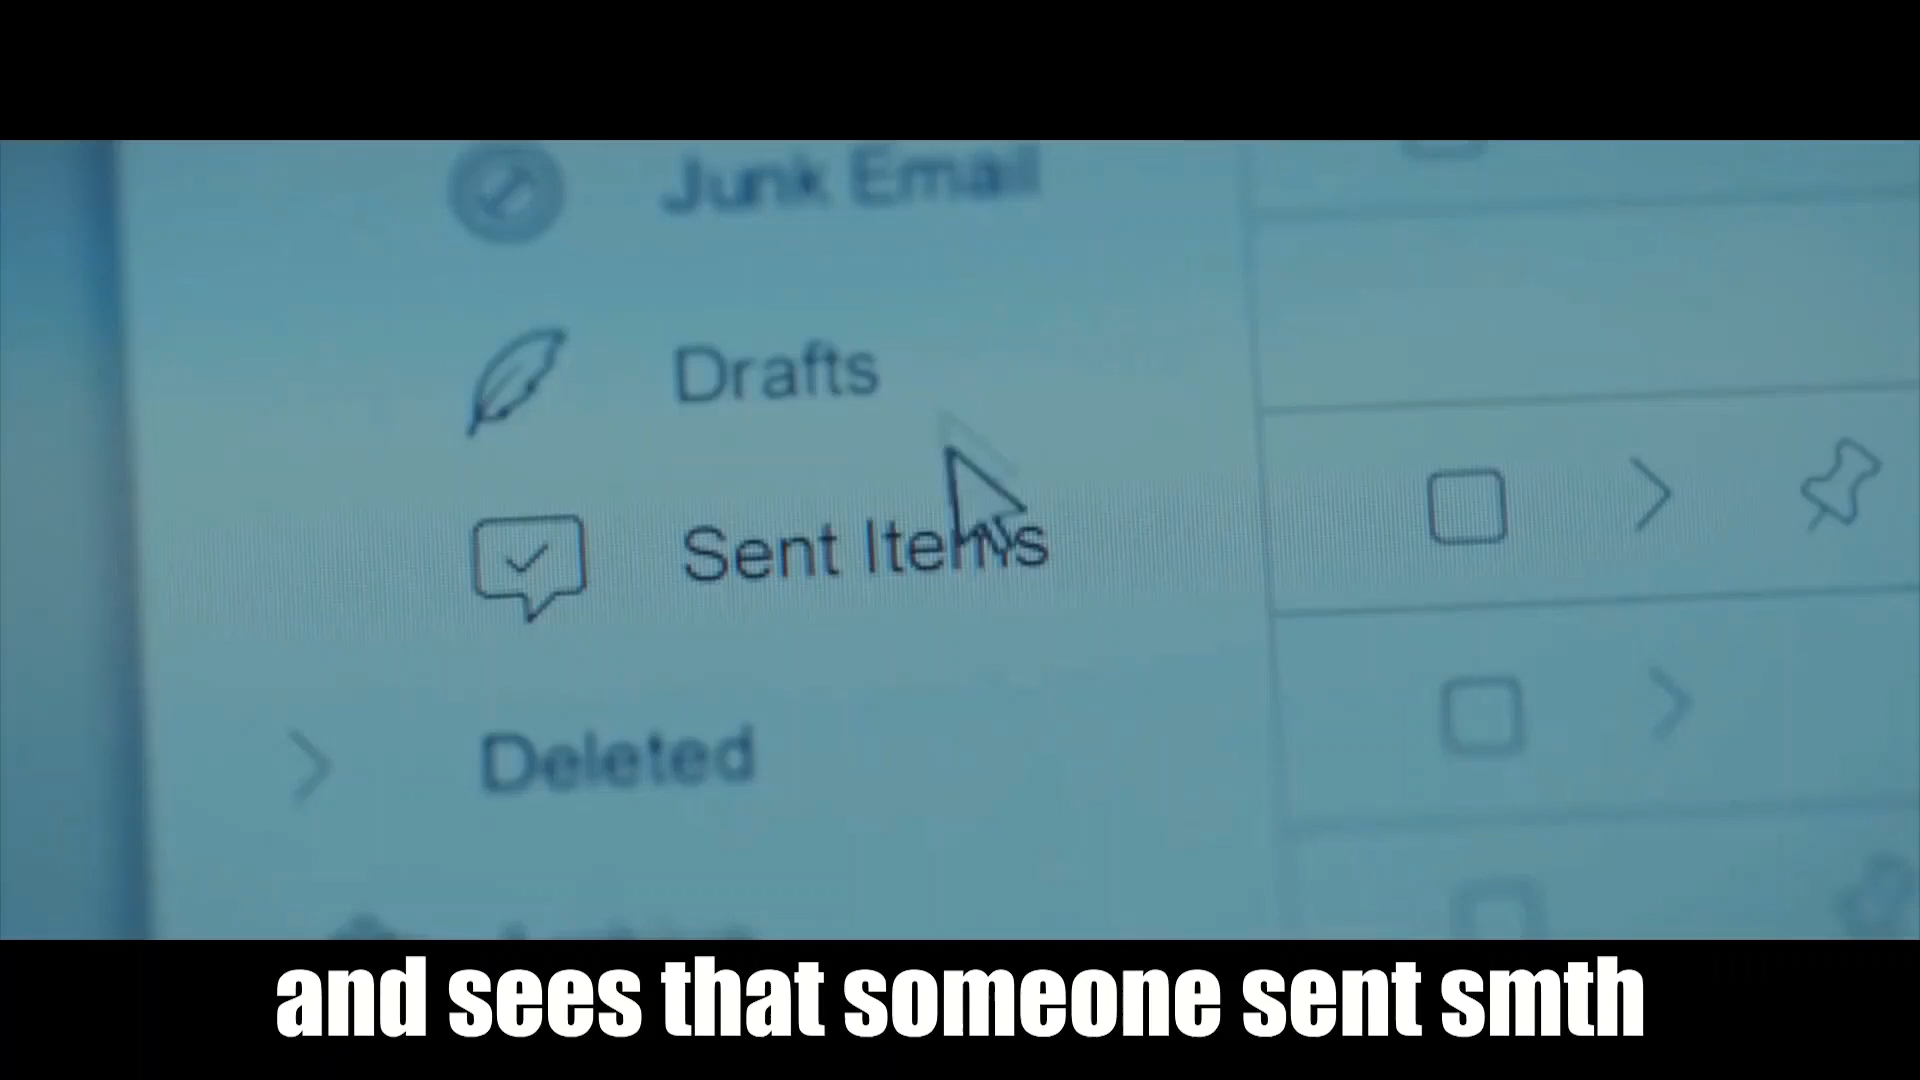 Junk Email
Drafts
Sent Items
Deleted
and sees that someone sent smth